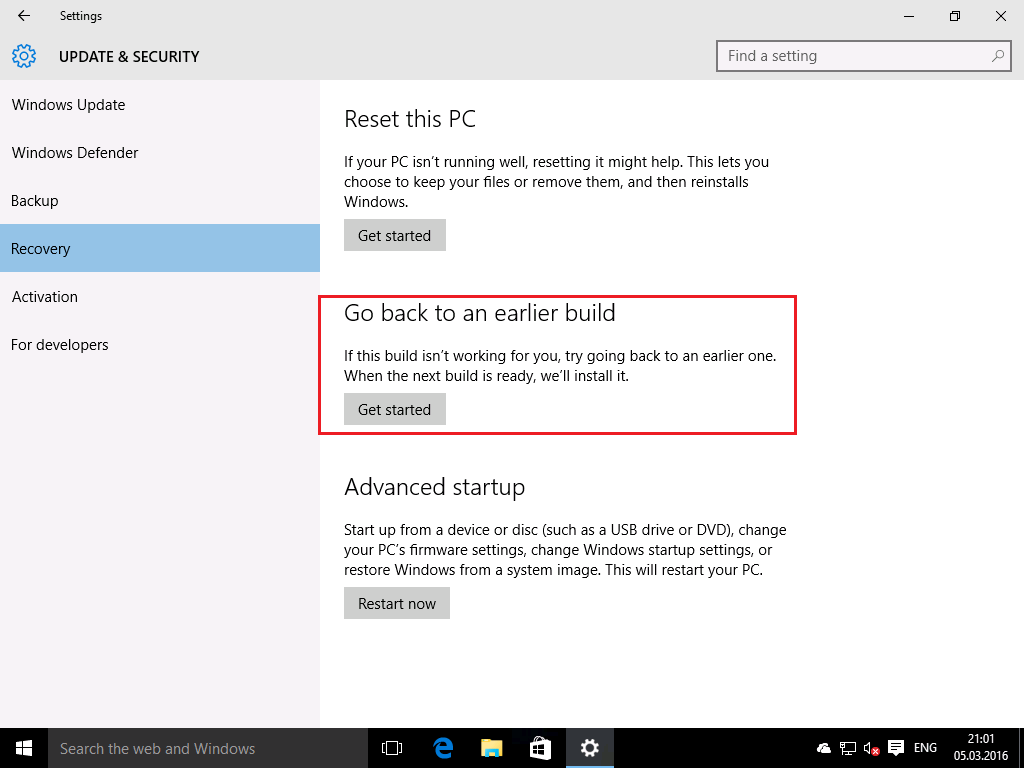 Settings
UPDATE & SECURITY
Find a setting
Windows Update
Windows Defender
Backup
Recovery
Activation
For developers
Reset this PC
If your PC isn't running well, resetting it might help. This lets you
choose to keep your files or remove them, and then reinstalls
Windows.
Get started
Go back to an earlier build
If this build isn't working for you, try going back to an earlier one.
When the next build is ready, we'll install it.
Get started
Advanced startup
Start up from a device or disc (such as a USB drive or DVD), change
your PC's firmware settings, change Windows startup settings, or
restore Windows from a system image. This will restart your PC.
Restart now
Search the web and Windows
ENG
21:01
05.03.2016